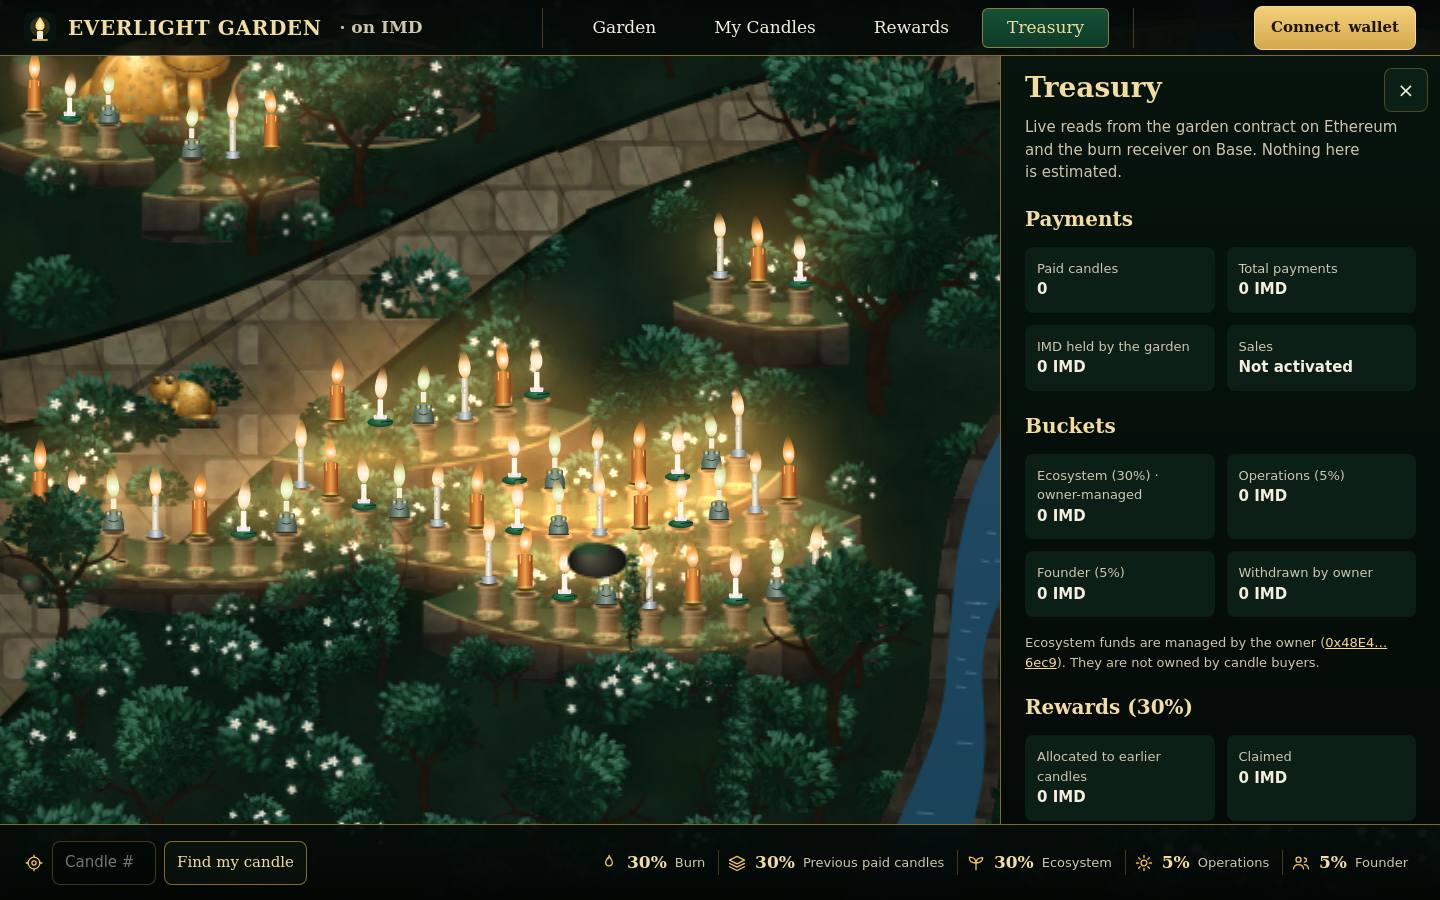 EVERLIGHT GARDEN · on IMD
Garden
My Candles
Rewards
Treasury
Connect wallet
Treasury
×
Live reads from the garden contract on Ethereum
and the burn receiver on Base. Nothing here
is estimated.
Payments
Paid candles
0
Total payments
0 IMD
IMD held by the garden
0 IMD
Sales
Not activated
Buckets
Ecosystem (30%) ·
owner-managed
0 IMD
Operations (5%)
0 IMD
Founder (5%)
0 IMD
Withdrawn by owner
0 IMD
Ecosystem funds are managed by the owner (0x48E4…
6ec9). They are not owned by candle buyers.
Rewards (30%)
Allocated to earlier
candles
0 IMD
Claimed
0 IMD
Candle #
Find my candle
30% Burn
30% Previous paid candles
30% Ecosystem
5% Operations
5% Founder